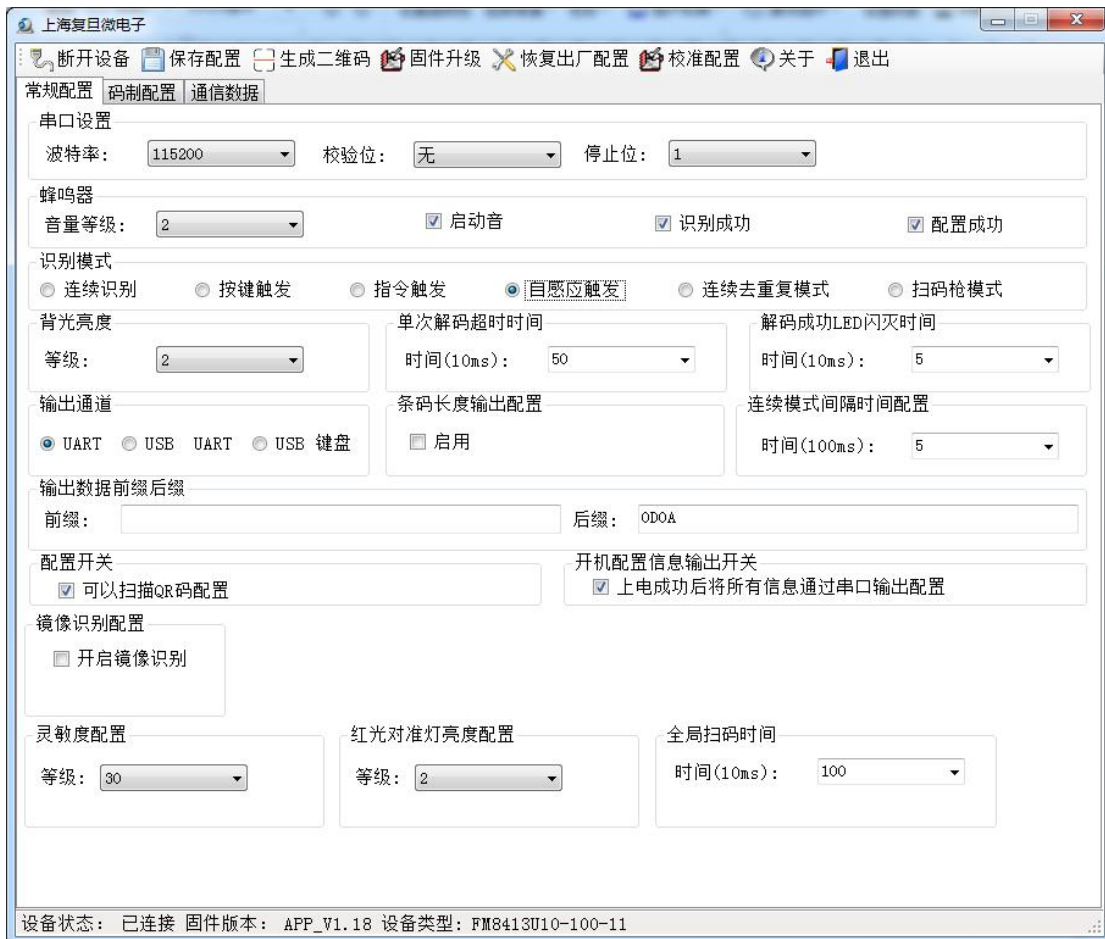 上海复旦微电子
断开设备 保存配置 生成二维码 固件升级 恢复出厂配置 校准配置 关于 退出
常规配置 码制配置 通信数据
串口设置
波特率: 115200 校验位: 无 停止位: 1
蜂鸣器
音量等级: 2 启动音 识别成功 配置成功
识别模式
连续识别 按键触发 指令触发 自感应触发 连续去重复模式 扫码枪模式
背光亮度 单次解码超时时间 解码成功LED闪灭时间
等级: 2 时间(10ms): 50 时间(10ms): 5
输出通道 条码长度输出配置 连续模式间隔时间配置
UART USB UART USB 键盘 启用 时间(100ms): 5
输出数据前缀后缀
前缀: 后缀: 0D0A
配置开关 开机配置信息输出开关
可以扫描QR码配置 上电成功后将所有信息通过串口输出配置
镜像识别配置
开启镜像识别
灵敏度配置 红光对准灯亮度配置 全局扫码时间
等级: 30 等级: 2 时间(10ms): 100
设备状态: 已连接 固件版本: APP_V1.18 设备类型: FM8413U10-100-11